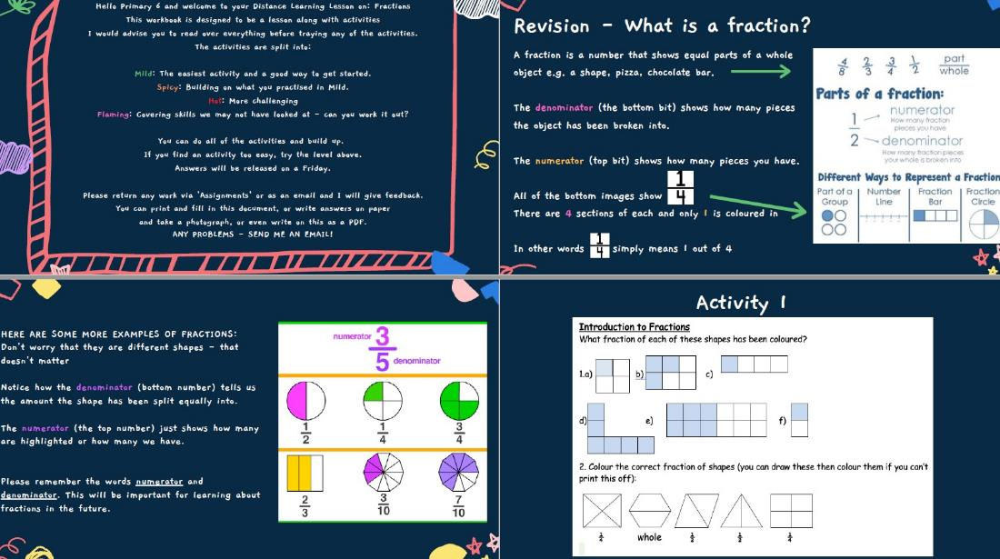 Hello Primary 6 and welcome to your Distance Learning Lesson on: Fractions
This workbook is designed to be a lesson along with activities
I would advise you to read over everything before traying any of the activities.
The activities are split into:
Mild: The easiest activity and a good way to get started.
Spicy: Building on what you practised in Mild.
Hot: More challenging
Flaming: Covering skills we may not have looked at - can you work it out?
You can do all of the activities and build up.
If you find an activity too easy, try the level above.
Answers will be released on a Friday.
Please return any work via 'Assignments' or as an email and I will give feedback.
You can print and fill in this document, or write answers on paper
and take a photograph, or even write on this as a PDF.
ANY PROBLEMS - SEND ME AN EMAIL!
Revision - What is a fraction?
A fraction is a number that shows equal parts of a whole
object e.g. a shape, pizza, chocolate bar.
The denominator (the bottom bit) shows how many pieces
the object has been broken into.
The numerator (top bit) shows how many pieces you have.
All of the bottom images show 1/4
There are 4 sections of each and only 1 is coloured in
In other words 1/4 simply means 1 out of 4
4/8 2/3 3/4 1/2 part/whole
Parts of a fraction:
1/2
numerator
How many fraction
pieces you have
denominator
How many pieces
your whole is broken into
Different Ways to Represent a Fraction
Part of a Group
Number Line
Fraction Bar
Fraction Circle
HERE ARE SOME MORE EXAMPLES OF FRACTIONS:
Don't worry that they are different shapes - that
doesn't matter
Notice how the denominator (bottom number) tells us
the amount the shape has been split equally into.
The numerator (the top number) just shows how many
are highlighted or how many we have.
Please remember the words numerator and
denominator. This will be important for learning about
fractions in the future.
numerator 3
5 denominator
1/2 1/4 3/4
2/3 3/10 7/10
Activity 1
Introduction to Fractions
What fraction of each of these shapes has been coloured?
1.a) b) c)
d) e) f)
2. Colour the correct fraction of shapes (you can draw these then colour them if you can't
print this off):
whole